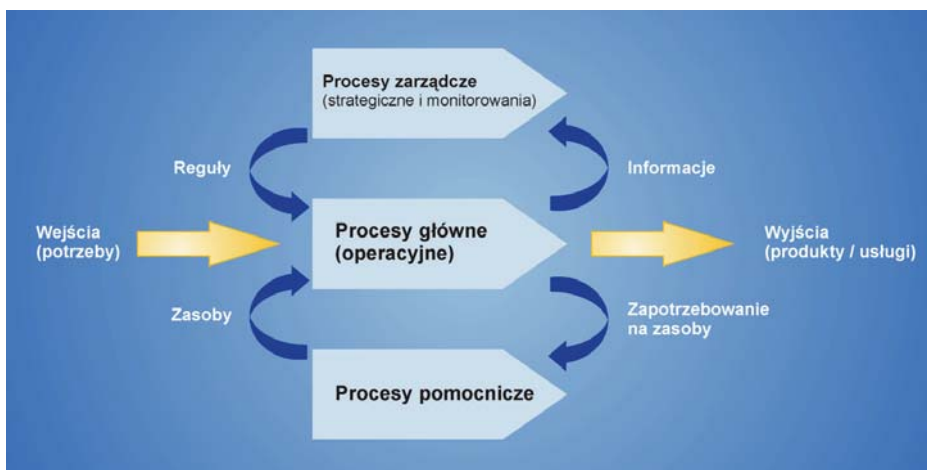 Procesy zarządcze
(strategiczne i monitorowania)
Reguły
Informacje
Wejścia
(potrzeby)
Procesy główne
(operacyjne)
Wyjścia
(produkty / usługi)
Zasoby
Zapotrzebowanie
na zasoby
Procesy pomocnicze